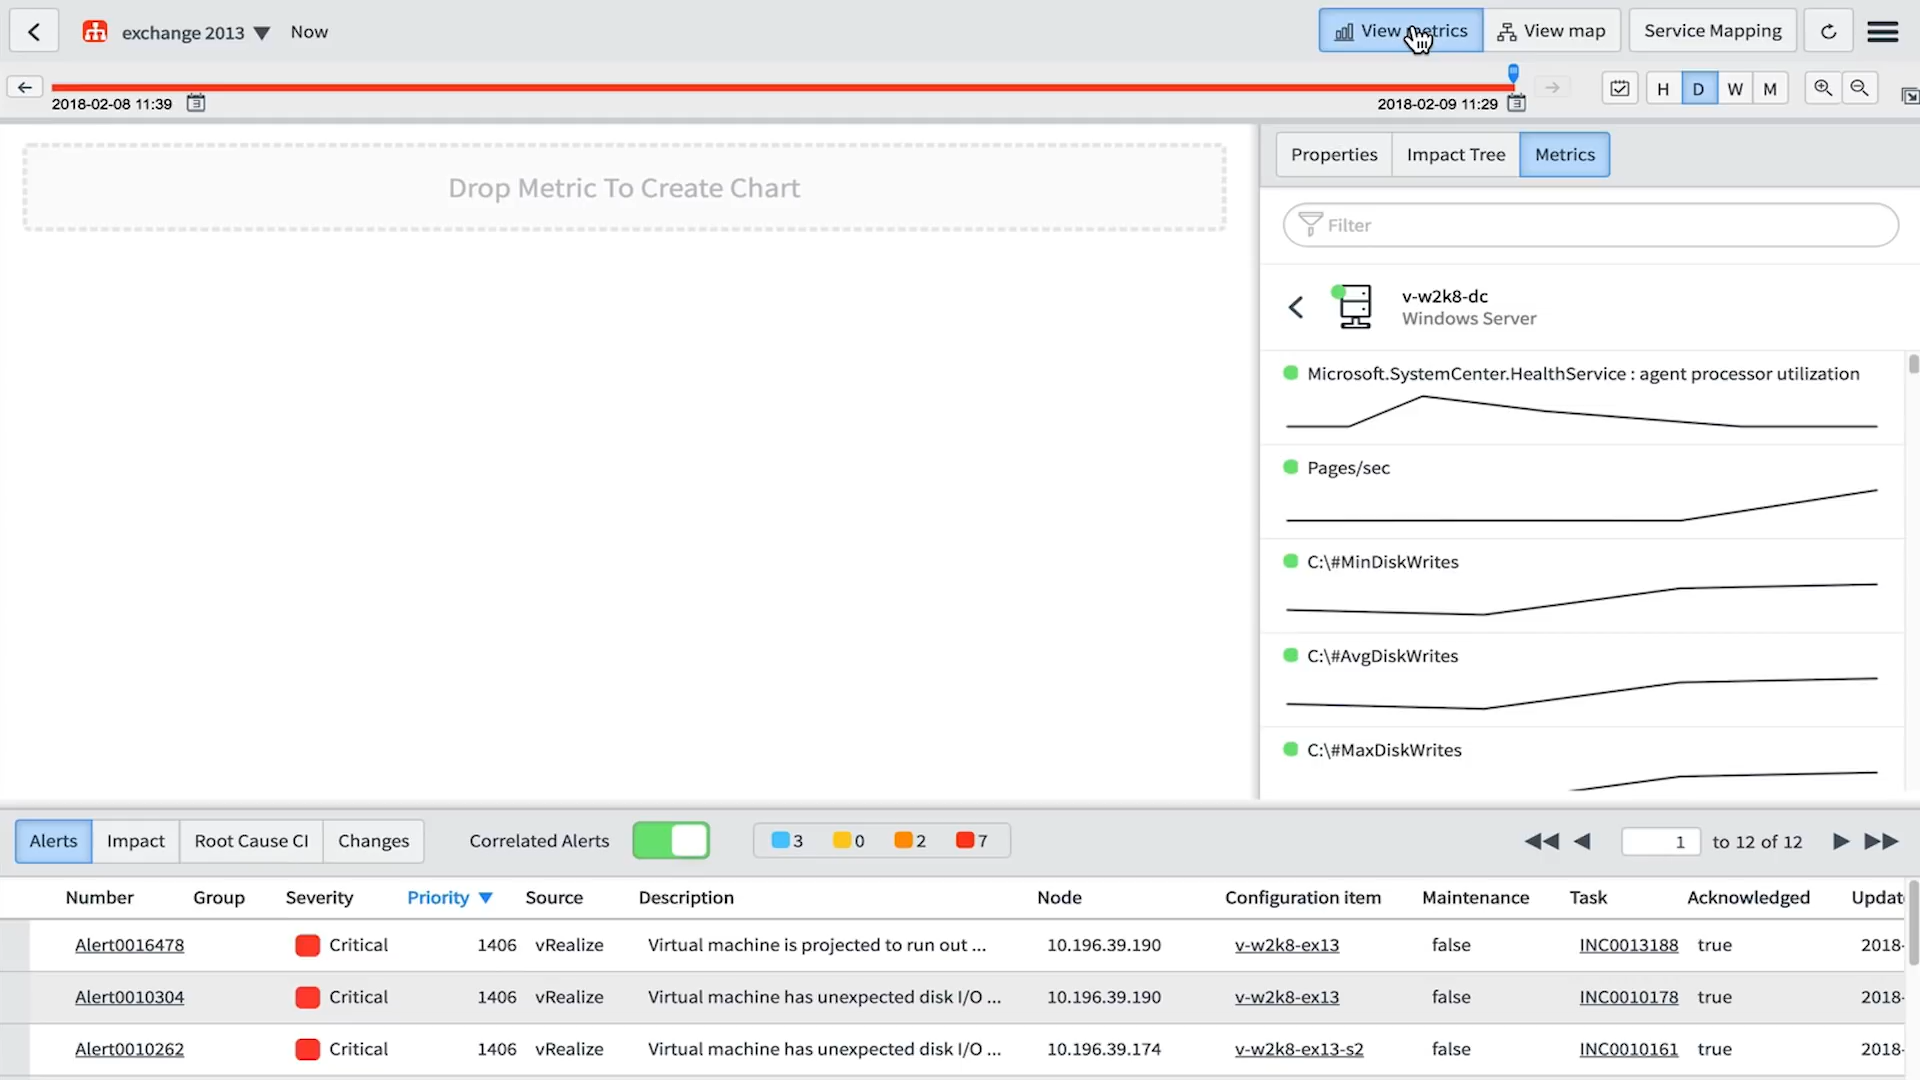 exchange 2013 Now View metrics View map Service Mapping
2018-02-08 11:39 2018-02-09 11:29 H D W M
Drop Metric To Create Chart
Properties Impact Tree Metrics
Filter
v-w2k8-dc
Windows Server
Microsoft.SystemCenter.HealthService : agent processor utilization
Pages/sec
C:\#MinDiskWrites
C:\#AvgDiskWrites
C:\#MaxDiskWrites
Alerts Impact Root Cause CI Changes Correlated Alerts 3 0 2 7 1 to 12 of 12
Number Group Severity Priority Source Description Node Configuration item Maintenance Task Acknowledged Updat
Alert0016478 Critical 1406 vRealize Virtual machine is projected to run out ... 10.196.39.190 v-w2k8-ex13 false INC0013188 true 2018-
Alert0010304 Critical 1406 vRealize Virtual machine has unexpected disk I/O ... 10.196.39.190 v-w2k8-ex13 false INC0010178 true 2018-
Alert0010262 Critical 1406 vRealize Virtual machine has unexpected disk I/O ... 10.196.39.174 v-w2k8-ex13-s2 false INC0010161 true 2018-